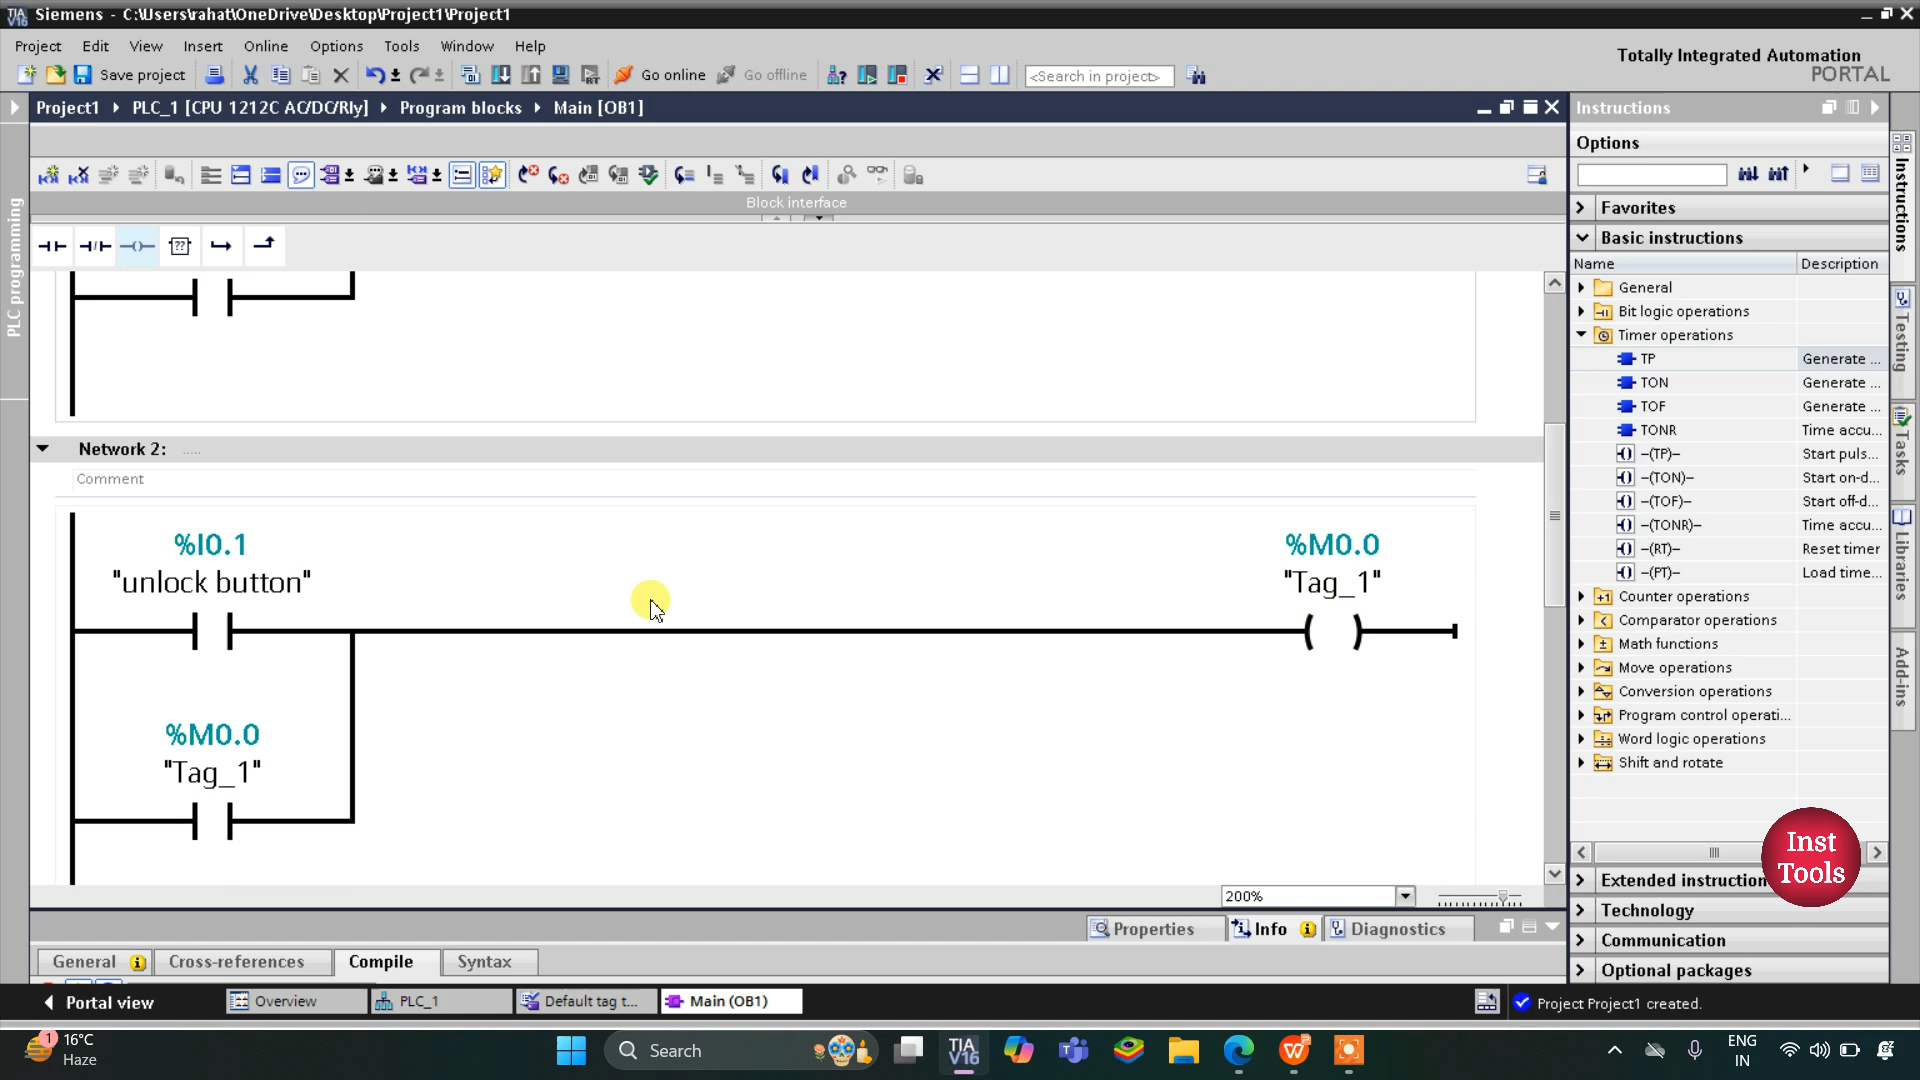 Siemens - C:\Users\rahat\OneDrive\Desktop\Project1\Project1
Project Edit View Insert Online Options Tools Window Help
Save project Go online Go offline <Search in project>
Totally Integrated Automation
PORTAL
Project1 PLC_1 [CPU 1212C AC/DC/Rly] Program blocks Main [OB1]
Block interface
PLC programming
Network 2: .....
Comment
%I0.1
"unlock button"
%M0.0
"Tag_1"
%M0.0
"Tag_1"
200%
Properties Info Diagnostics
General Cross-references Compile Syntax
Portal view Overview PLC_1 Default tag t... Main (OB1) Project Project1 created.
Instructions
Options
Favorites
Basic instructions
Name Description
General
Bit logic operations
Timer operations
TP Generate ...
TON Generate ...
TOF Generate ...
TONR Time accu...
-(TP)- Start puls...
-(TON)- Start on-d...
-(TOF)- Start off-d...
-(TONR)- Time accu...
-(RT)- Reset timer
-(PT)- Load time...
Counter operations
Comparator operations
Math functions
Move operations
Conversion operations
Program control operati...
Word logic operations
Shift and rotate
Extended instruction
Technology
Communication
Optional packages
Inst
Tools
Instructions
Testing
Tasks
Libraries
Add-ins
1 16°C
Haze
Search
TIA
V16
ENG
IN